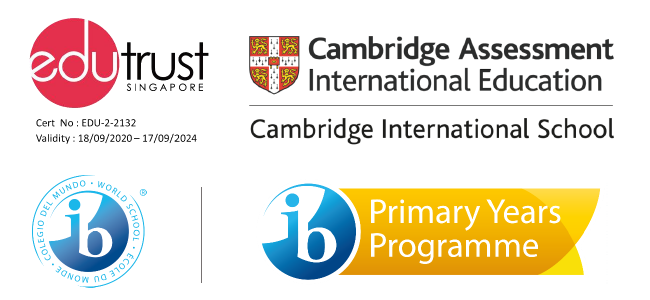 edutrust
SINGAPORE
Cert No : EDU-2-2132
Validity : 18/09/2020 – 17/09/2024
Cambridge Assessment
International Education
Cambridge International School
COLEGIO DEL MUNDO · WORLD SCHOOL · ÉCOLE DU MONDE ·
®
ib
ib
Primary Years
Programme